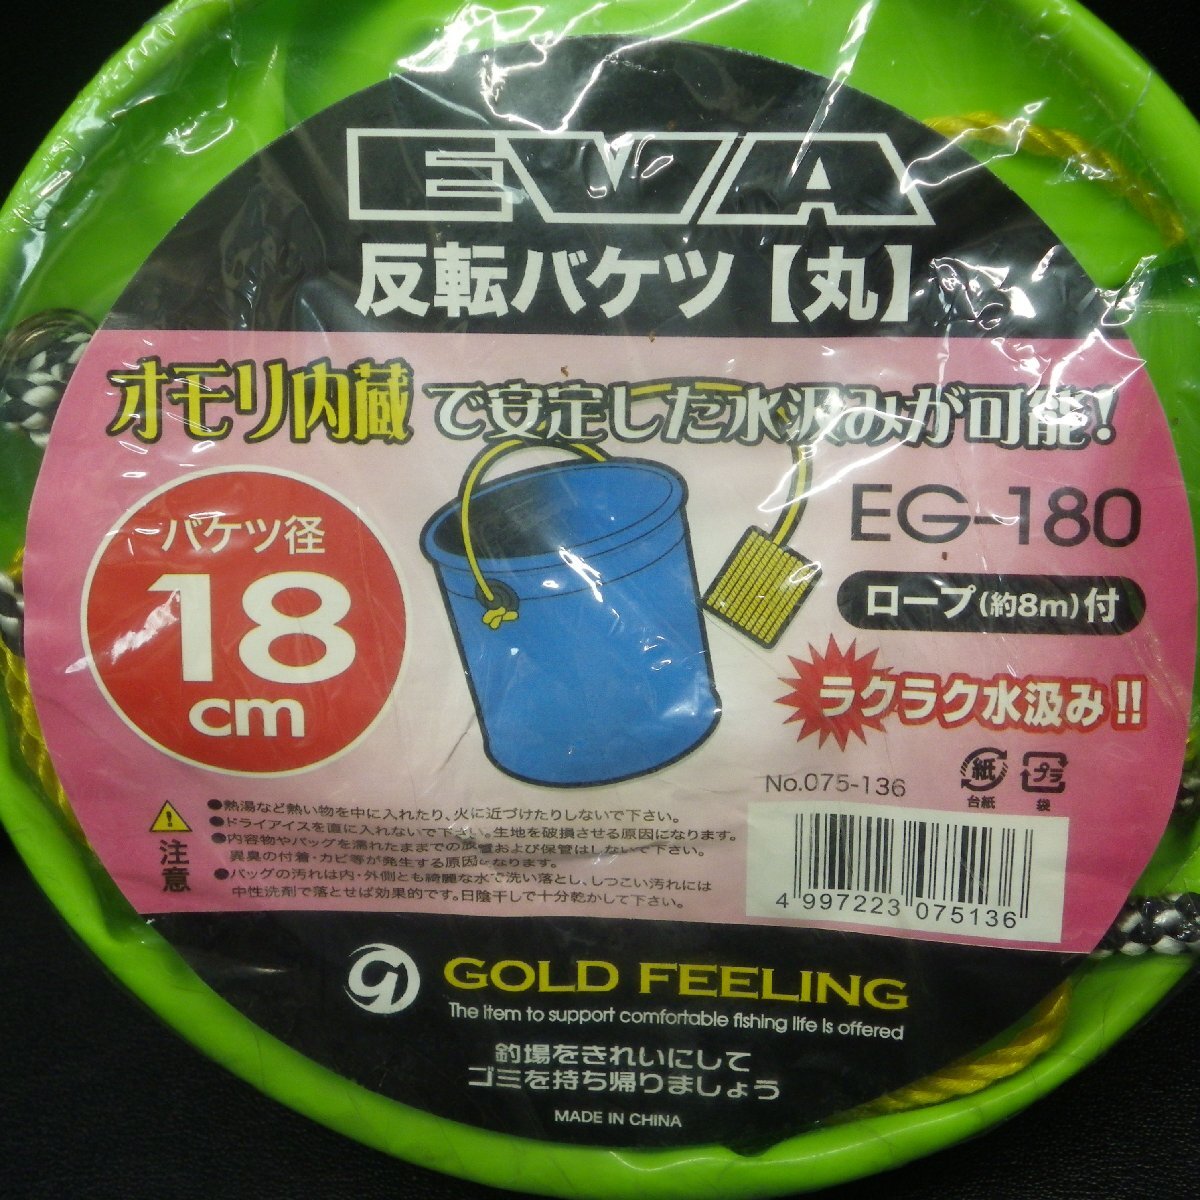 EVA
反転バケツ【丸】
オモリ内蔵で安定した水汲みが可能!
バケツ径
18
cm
EG-180
ロープ(約8m)付
ラクラク水汲み!!
No.075-136
紙
台紙
プラ
袋
注意
●熱湯など熱い物を中に入れたり、火に近づけたりしないで下さい。
●ドライアイスを直に入れないで下さい。生地を破損させる原因になります。
●内容物やバッグを濡れたままでの放置および保管はしないで下さい。
異臭の付着・カビ等が発生する原因になります。
●バッグの汚れは内・外側とも綺麗な水で洗い落とし、しつこい汚れには
中性洗剤で落とせば効果的です。日陰干しで十分乾かして下さい。
4 997223 075136
GOLD FEELING
The item to support comfortable fishing life is offered
釣場をきれいにして
ゴミを持ち帰りましょう
MADE IN CHINA